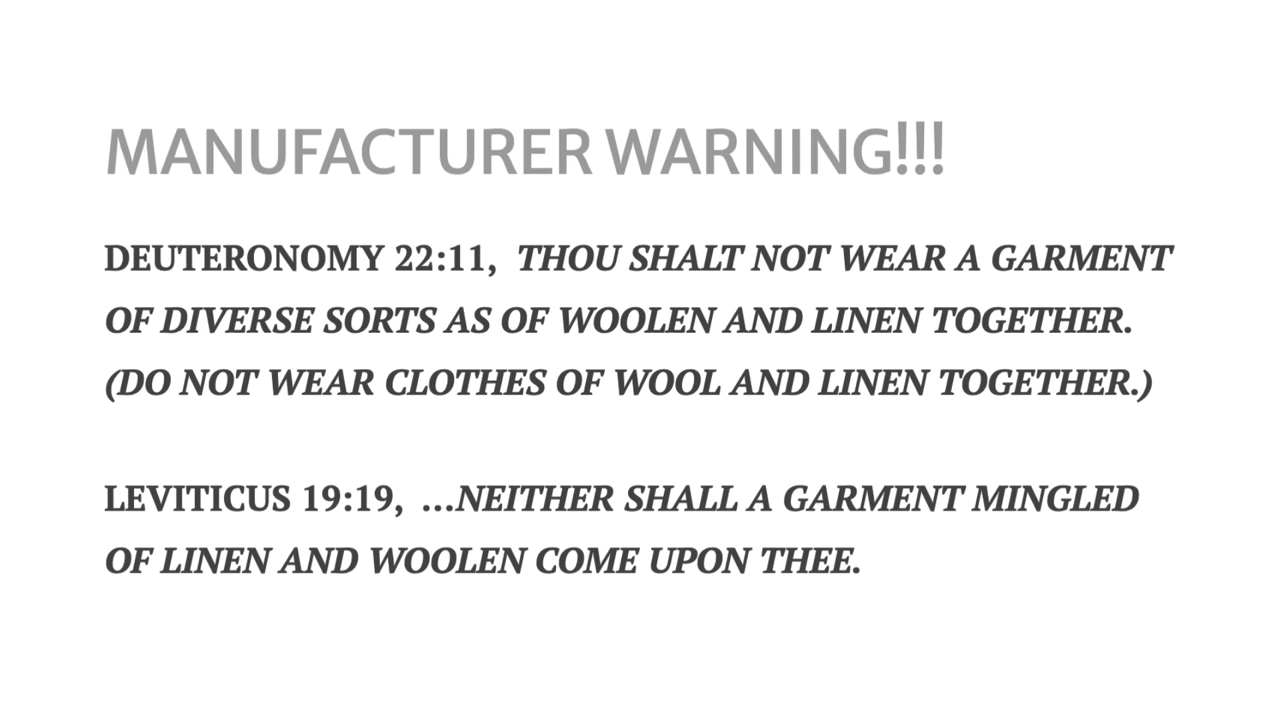 MANUFACTURER WARNING!!!
DEUTERONOMY 22:11, THOU SHALT NOT WEAR A GARMENT
OF DIVERSE SORTS AS OF WOOLEN AND LINEN TOGETHER.
(DO NOT WEAR CLOTHES OF WOOL AND LINEN TOGETHER.)
LEVITICUS 19:19, ...NEITHER SHALL A GARMENT MINGLED
OF LINEN AND WOOLEN COME UPON THEE.